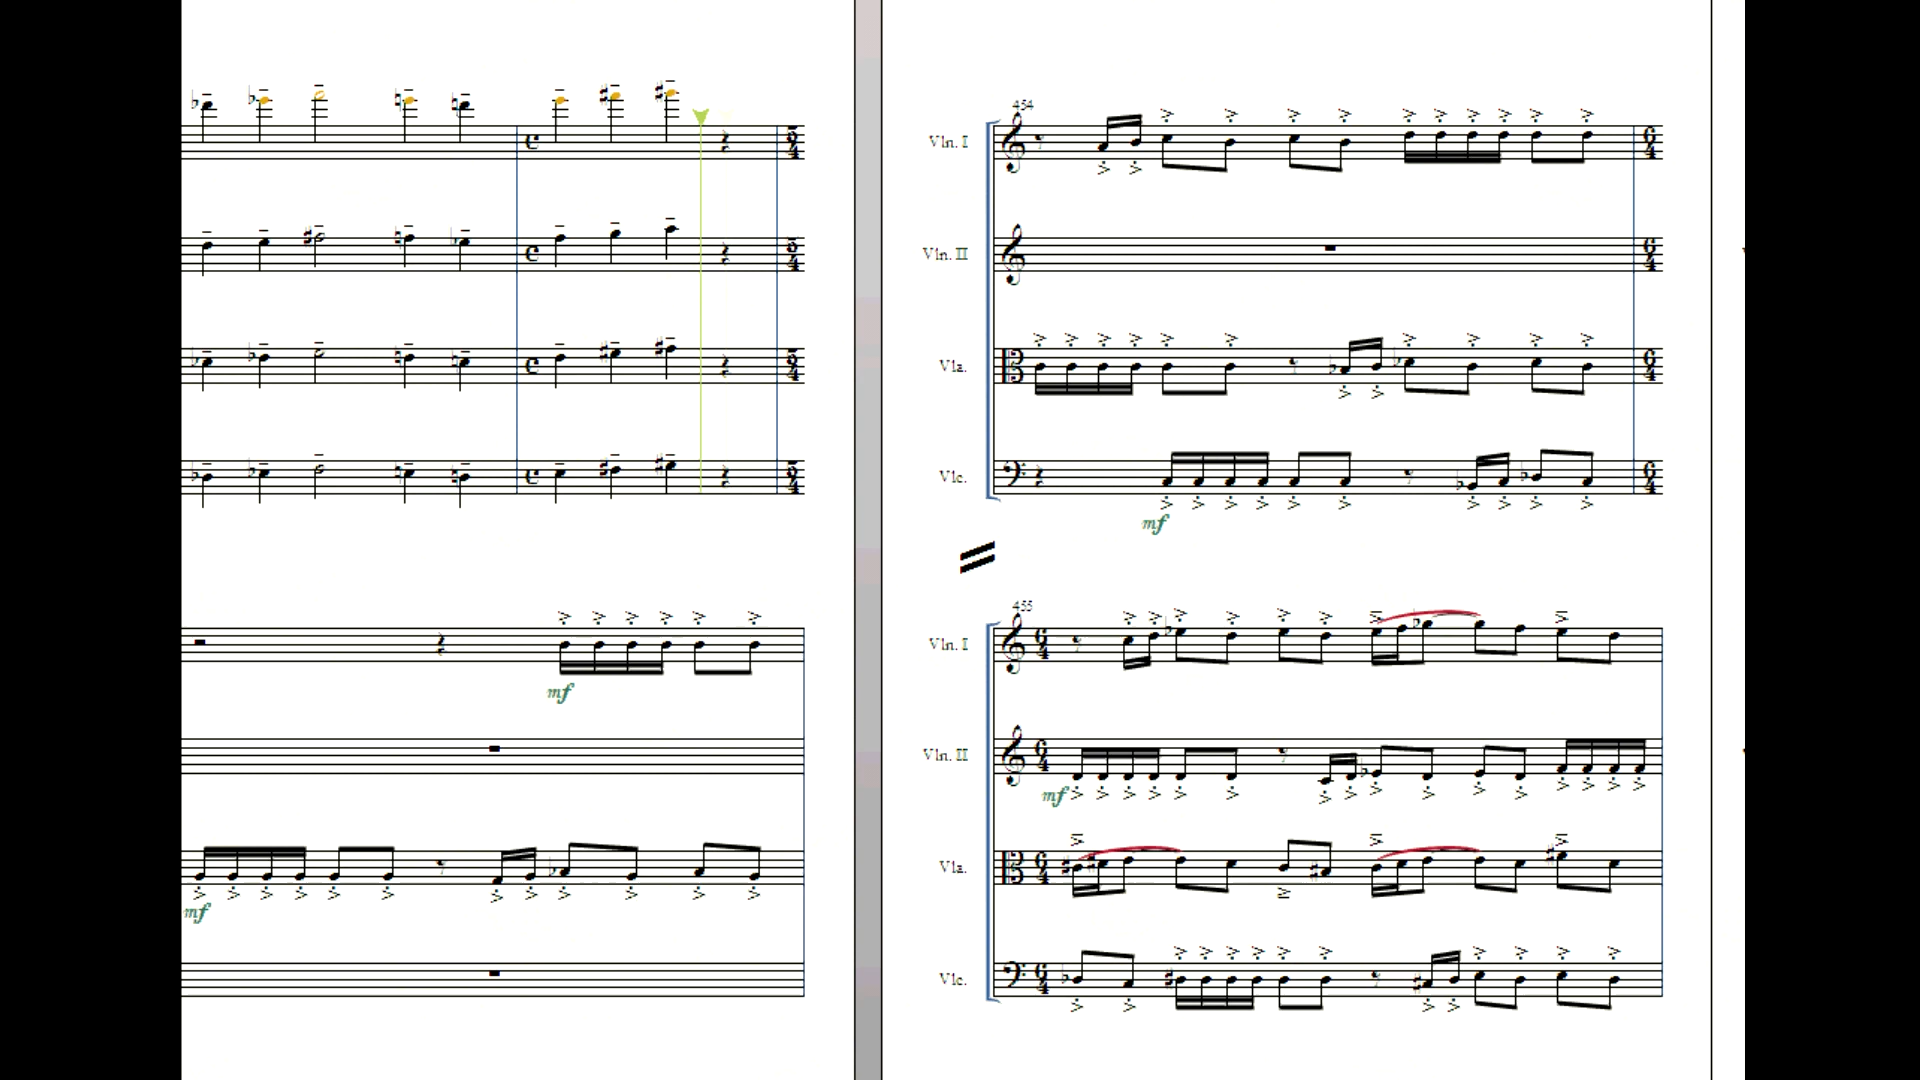 mf
mf
454
Vln. I
Vln. II
Vla.
Vlc.
mf
455
Vln. I
Vln. II
mf
Vla.
Vlc.